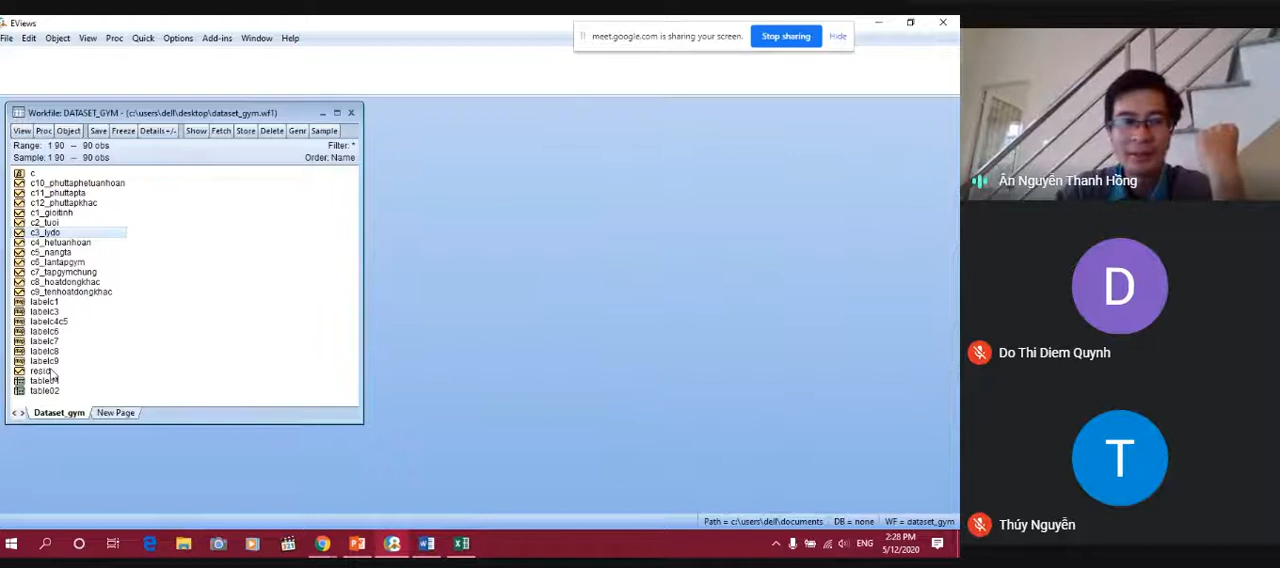 EViews
meet.google.com is sharing your screen.
Stop sharing
Hide
File Edit Object View Proc Quick Options Add-ins Window Help
Workfile: DATASET_GYM - (c:\users\dell\desktop\dataset_gym.wf1)
View Proc Object Save Freeze Details+/- Show Fetch Store Delete Genr Sample
Range: 1 90 -- 90 obs Filter: *
Sample: 1 90 -- 90 obs Order: Name
c
c10_phuttaphetuanhoan
c11_phuttapta
c12_phuttapkhac
c1_gioitinh
c2_tuoi
c3_lydo
c4_hetuanhoan
c5_nangta
c6_lantapgym
c7_tapgymchung
c8_hoatdongkhac
c9_tenhoatdongkhac
labelc1
labelc3
labelc4c5
labelc6
labelc7
labelc8
labelc9
resid
table01
table02
< > Dataset_gym New Page
Path = c:\users\dell\documents DB = none WF = dataset_gym
ENG
2:28 PM
5/12/2020
Ân Nguyễn Thanh Hồng
D
Do Thi Diem Quynh
T
Thúy Nguyễn